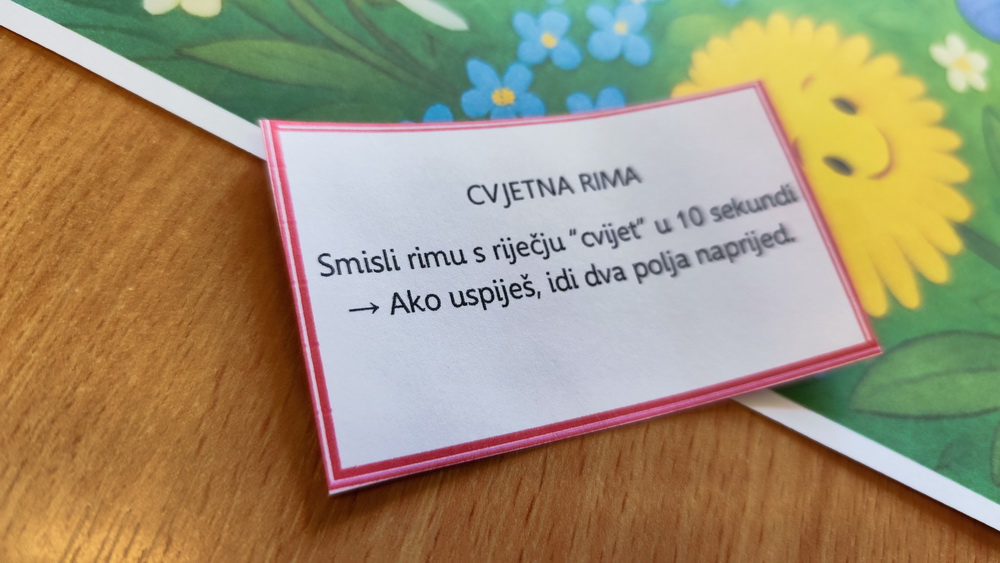 CVJETNA RIMA
Smisli rimu s riječju "cvijet" u 10 sekundi
→ Ako uspiješ, idi dva polja naprijed.